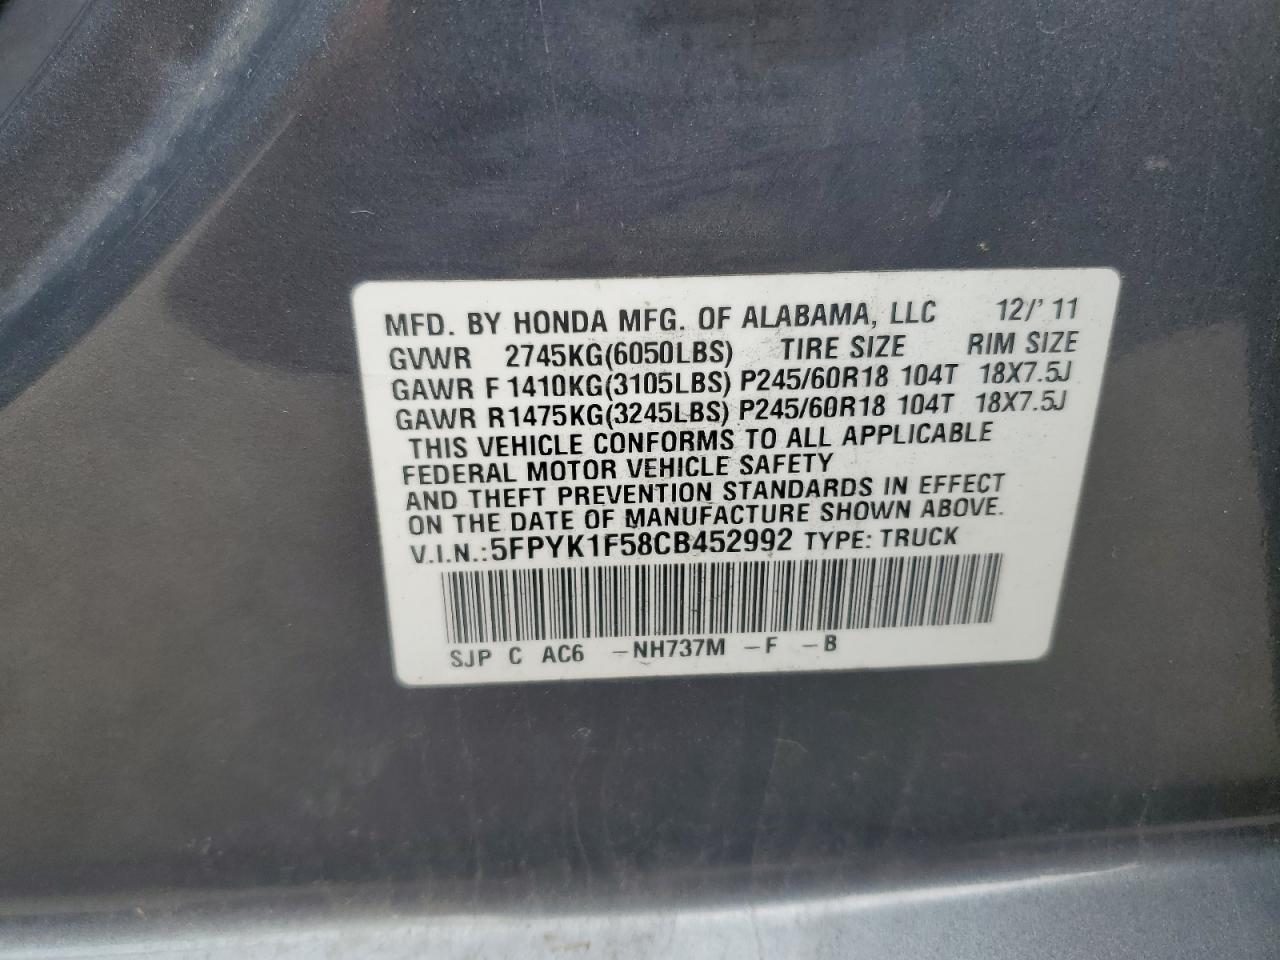 MFD. BY HONDA MFG. OF ALABAMA, LLC 12/' 11
GVWR 2745KG(6050LBS) TIRE SIZE RIM SIZE
GAWR F 1410KG(3105LBS) P245/60R18 104T 18X7.5J
GAWR R1475KG(3245LBS) P245/60R18 104T 18X7.5J
THIS VEHICLE CONFORMS TO ALL APPLICABLE
FEDERAL MOTOR VEHICLE SAFETY
AND THEFT PREVENTION STANDARDS IN EFFECT
ON THE DATE OF MANUFACTURE SHOWN ABOVE.
V.I.N.:5FPYK1F58CB452992 TYPE: TRUCK
SJP C AC6 -NH737M -F -B